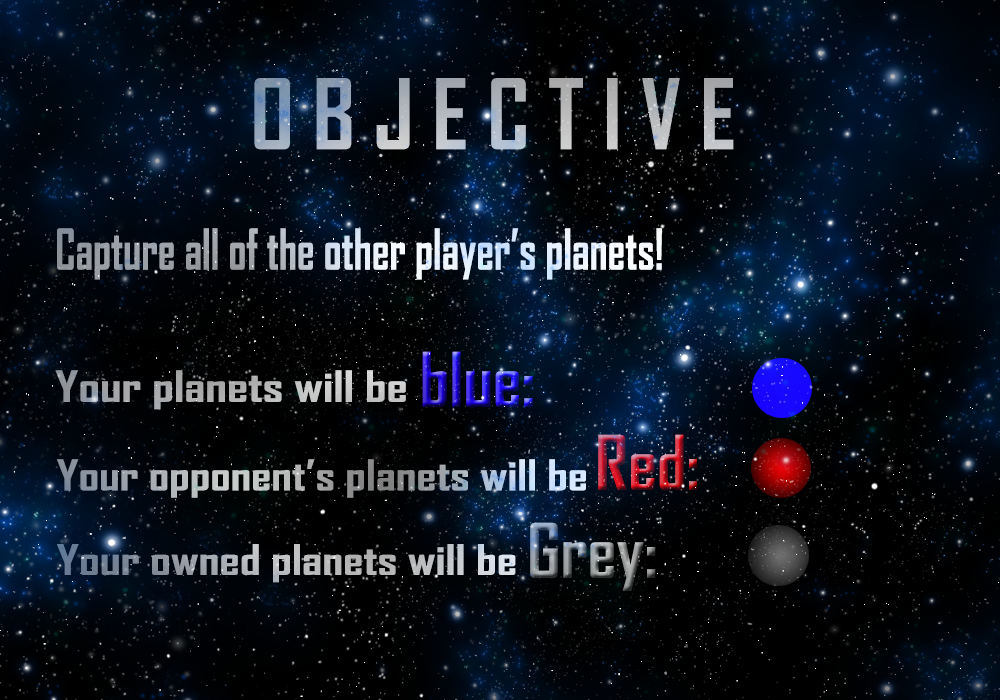 OBJECTIVE
Capture all of the other player's planets!
Your planets will be blue:
Your opponent's planets will be Red:
Your owned planets will be Grey: